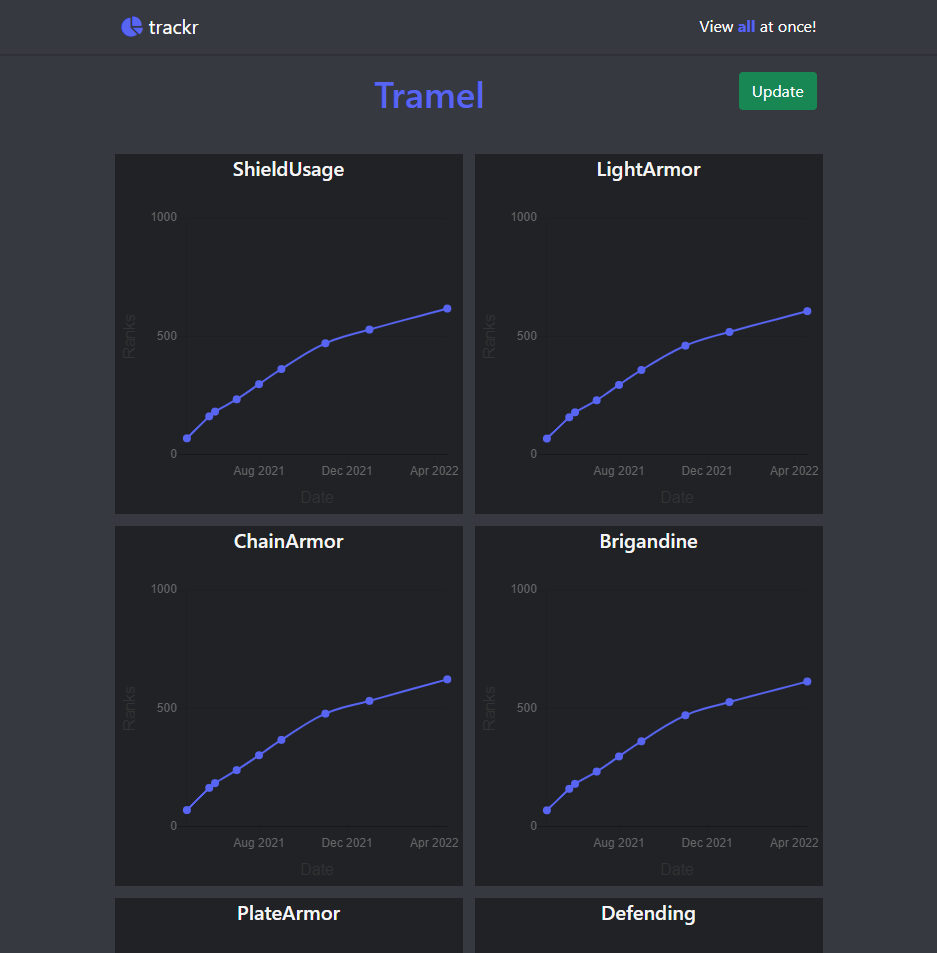 trackr
View all at once!
Tramel
Update
ShieldUsage
1000
500
0
Ranks
Aug 2021 Dec 2021 Apr 2022
Date
LightArmor
1000
500
0
Ranks
Aug 2021 Dec 2021 Apr 2022
Date
ChainArmor
1000
500
0
Ranks
Aug 2021 Dec 2021 Apr 2022
Date
Brigandine
1000
500
0
Ranks
Aug 2021 Dec 2021 Apr 2022
Date
PlateArmor
Defending